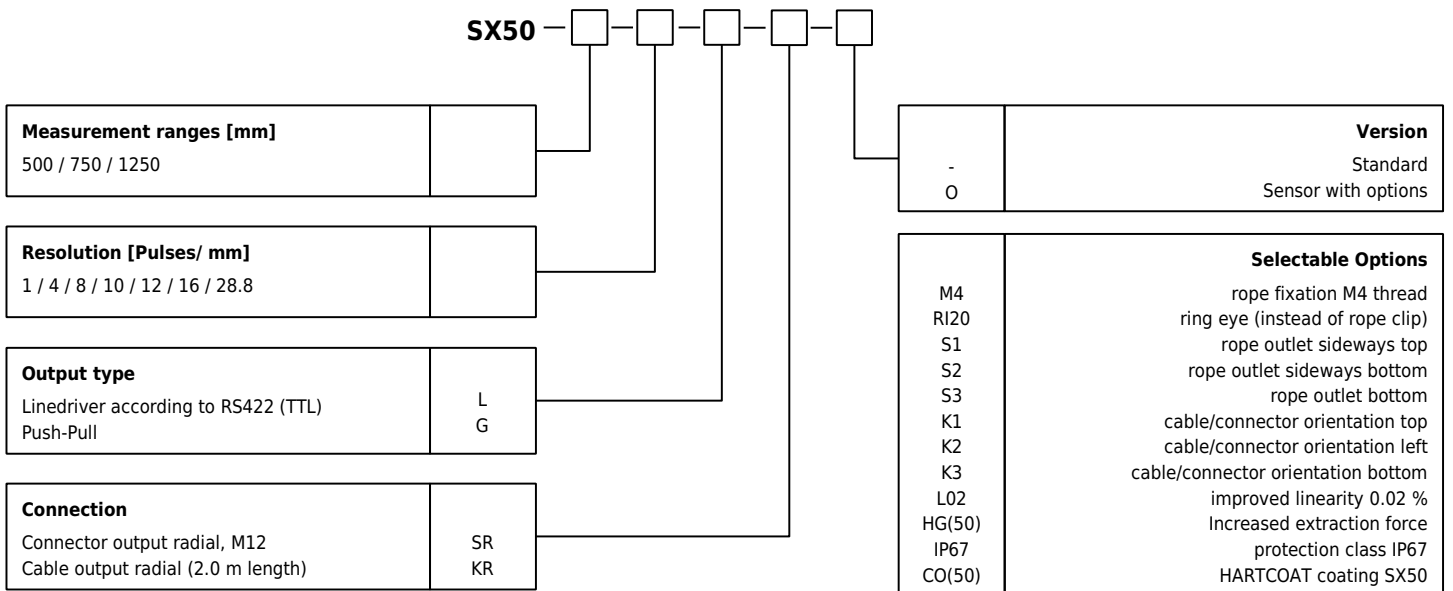 SX50
Measurement ranges [mm]
500 / 750 / 1250
Resolution [Pulses/ mm]
1 / 4 / 8 / 10 / 12 / 16 / 28.8
Output type
Linedriver according to RS422 (TTL) L
Push-Pull G
Connection
Connector output radial, M12 SR
Cable output radial (2.0 m length) KR
Version
- Standard
O Sensor with options
Selectable Options
M4 rope fixation M4 thread
RI20 ring eye (instead of rope clip)
S1 rope outlet sideways top
S2 rope outlet sideways bottom
S3 rope outlet bottom
K1 cable/connector orientation top
K2 cable/connector orientation left
K3 cable/connector orientation bottom
L02 improved linearity 0.02 %
HG(50) Increased extraction force
IP67 protection class IP67
CO(50) HARTCOAT coating SX50